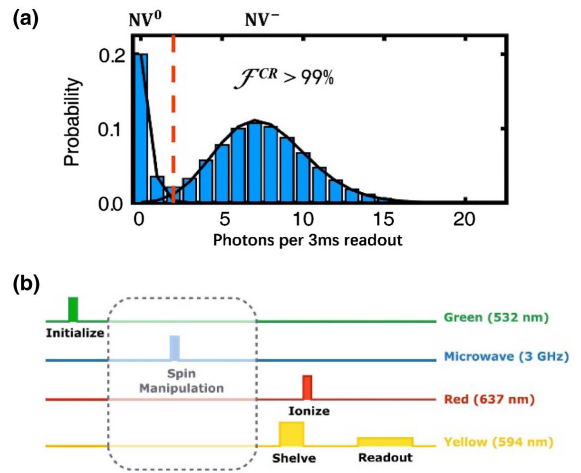 (a)
NV⁰ NV⁻
ℱ^CR > 99%
Probability
0.2
0.1
0.0
0 5 10 15 20
Photons per 3ms readout
(b)
Initialize
Green (532 nm)
Microwave (3 GHz)
Spin
Manipulation
Red (637 nm)
Ionize
Yellow (594 nm)
Shelve Readout